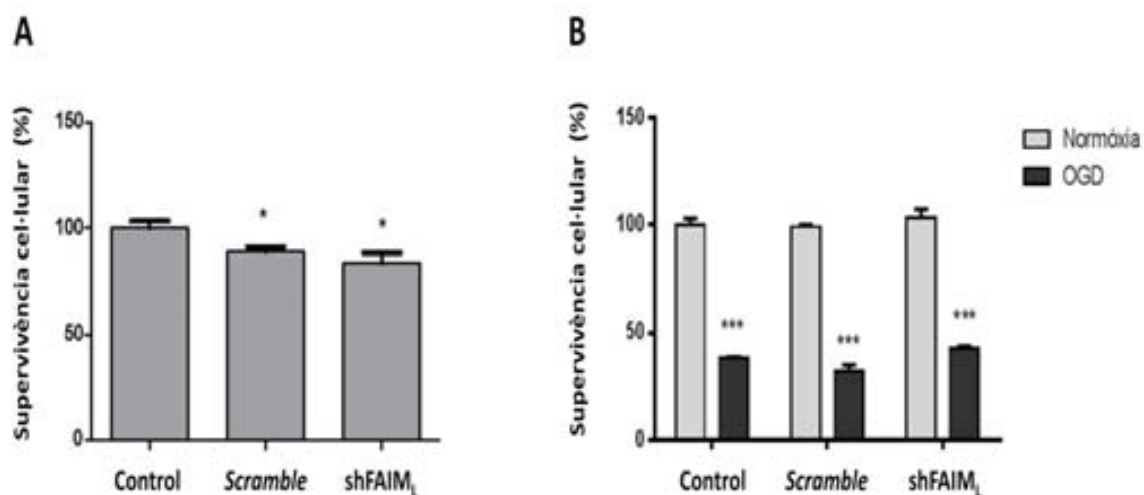 A
Supervivència cel·lular (%)
150
100
50
0
*
*
Control
Scramble
shFAIML
B
Supervivència cel·lular (%)
150
100
50
0
***
***
***
Control
Scramble
shFAIML
Normóxia
OGD